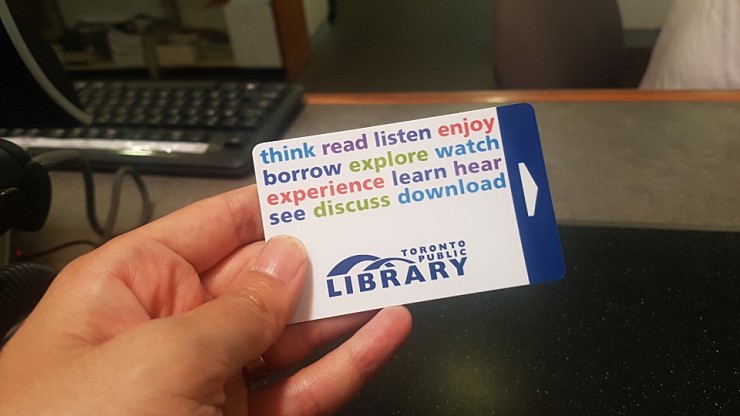 think read listen enjoy
borrow explore watch
experience learn hear
see discuss download
TORONTO
PUBLIC
LIBRARY